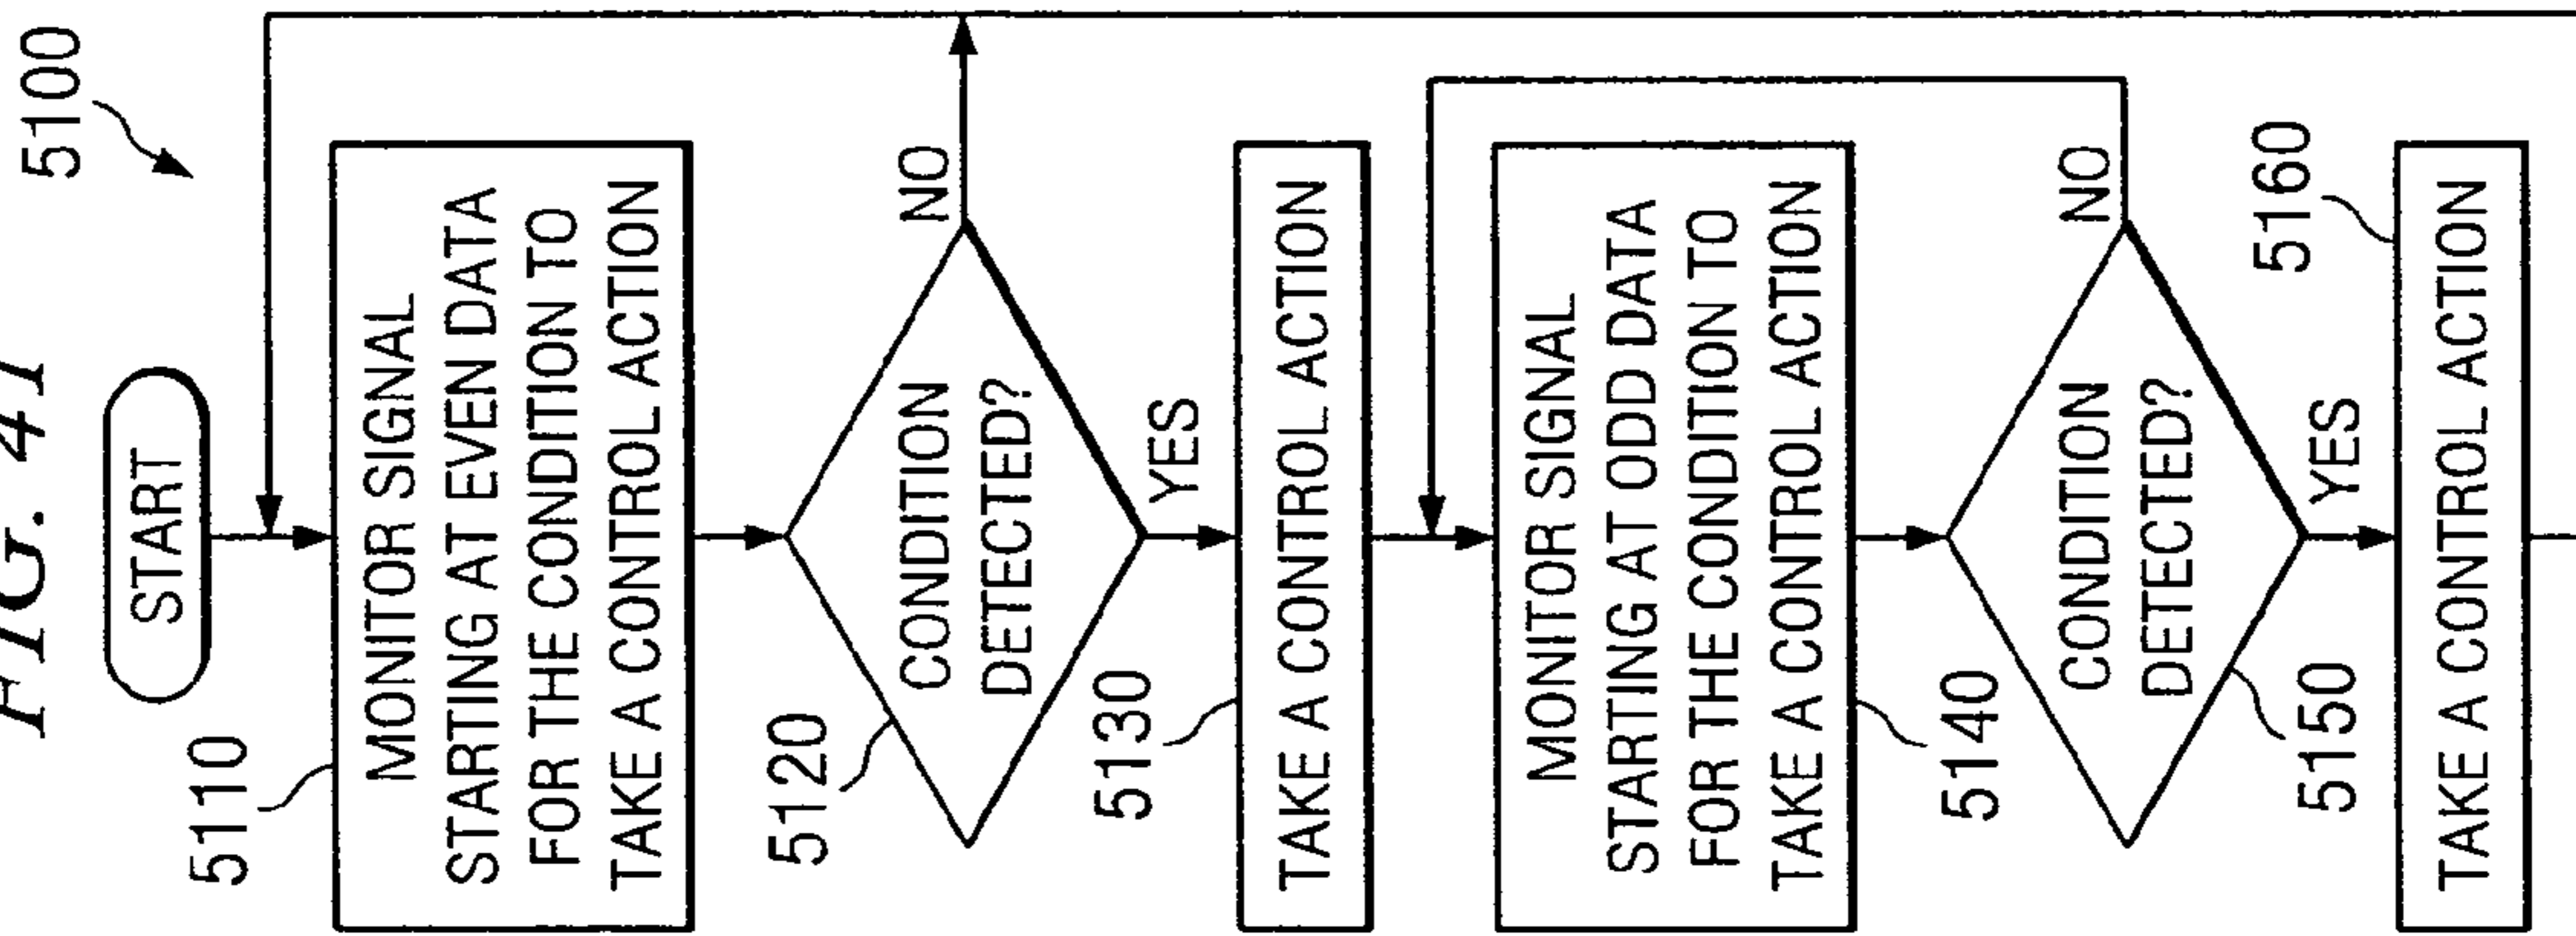 FIG. 41
5100
START
5110
MONITOR SIGNAL
STARTING AT EVEN DATA
FOR THE CONDITION TO
TAKE A CONTROL ACTION
5120
CONDITION
DETECTED?
NO
YES
5130
TAKE A CONTROL ACTION
MONITOR SIGNAL
STARTING AT ODD DATA
FOR THE CONDITION TO
TAKE A CONTROL ACTION
5140
CONDITION
DETECTED?
NO
5150
YES
5160
TAKE A CONTROL ACTION